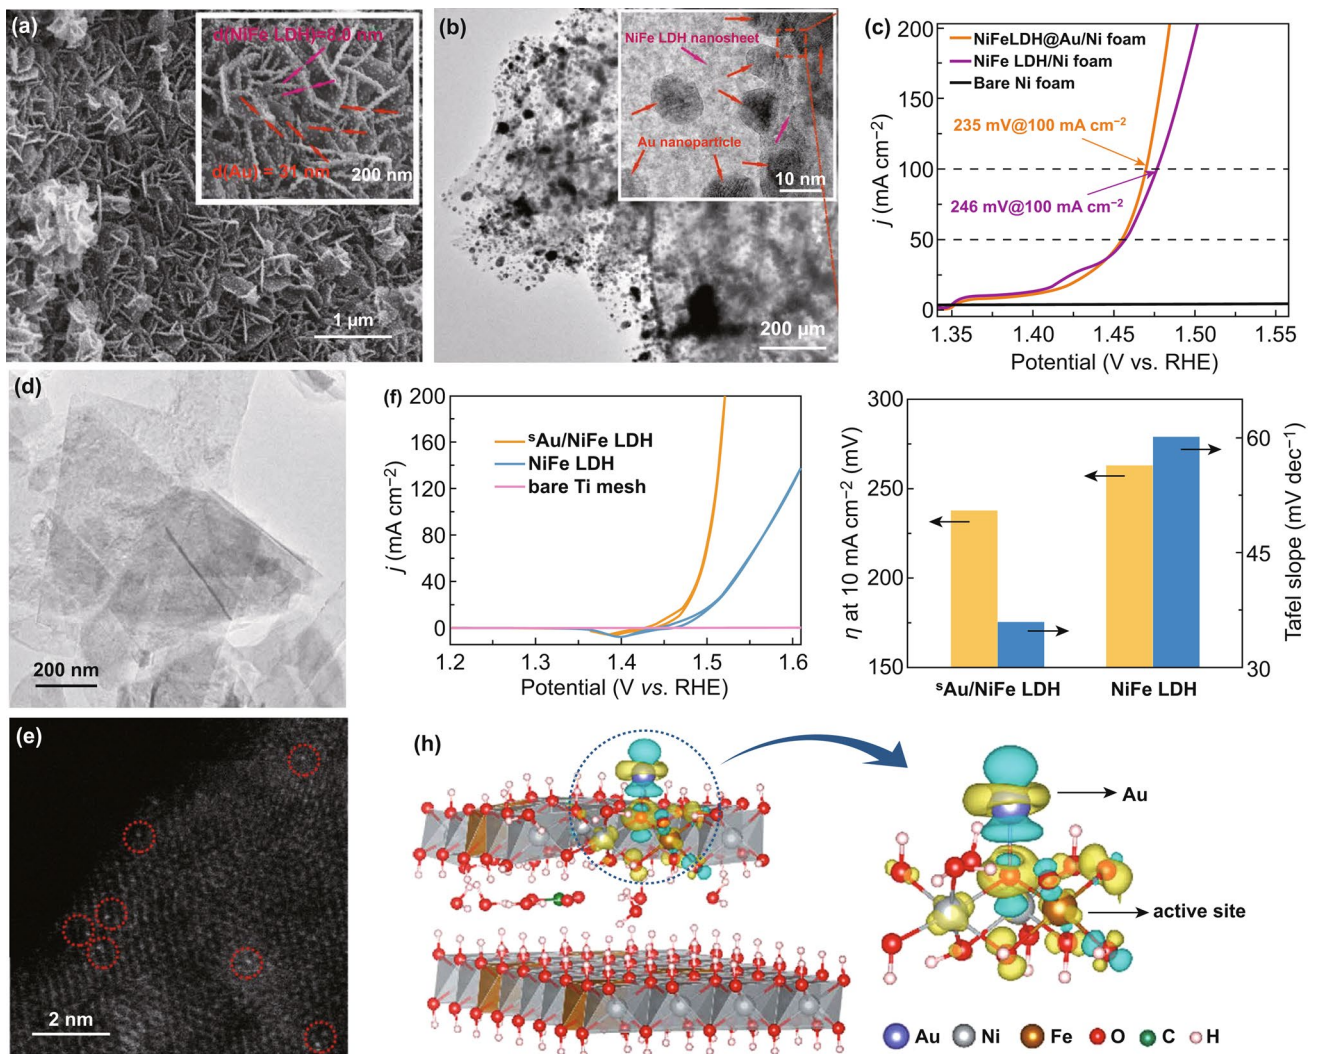 (a)
d(NiFe LDH)=8.0 nm
d(Au) = 31 nm
200 nm
1 µm
(b)
NiFe LDH nanosheet
Au nanoparticle
10 nm
200 µm
(c)
200
150
100
50
0
j (mA cm⁻²)
NiFeLDH@Au/Ni foam
NiFe LDH/Ni foam
Bare Ni foam
235 mV@100 mA cm⁻²
246 mV@100 mA cm⁻²
1.35 1.40 1.45 1.50 1.55
Potential (V vs. RHE)
(d)
200 nm
(f)
200
160
120
80
40
0
j (mA cm⁻²)
ˢAu/NiFe LDH
NiFe LDH
bare Ti mesh
1.2 1.3 1.4 1.5 1.6
Potential (V vs. RHE)
300
250
200
150
η at 10 mA cm⁻² (mV)
60
45
30
Tafel slope (mV dec⁻¹)
ˢAu/NiFe LDH NiFe LDH
(e)
2 nm
(h)
Au
active site
Au Ni Fe O C H